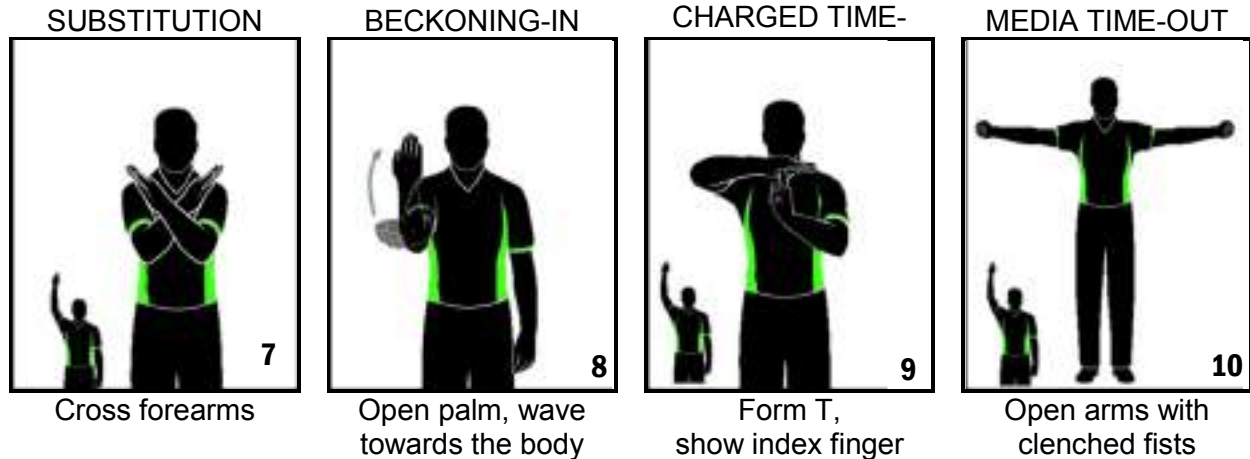 SUBSTITUTION
BECKONING-IN
CHARGED TIME-
MEDIA TIME-OUT
7
8
9
10
Cross forearms
Open palm, wave
towards the body
Form T,
show index finger
Open arms with
clenched fists